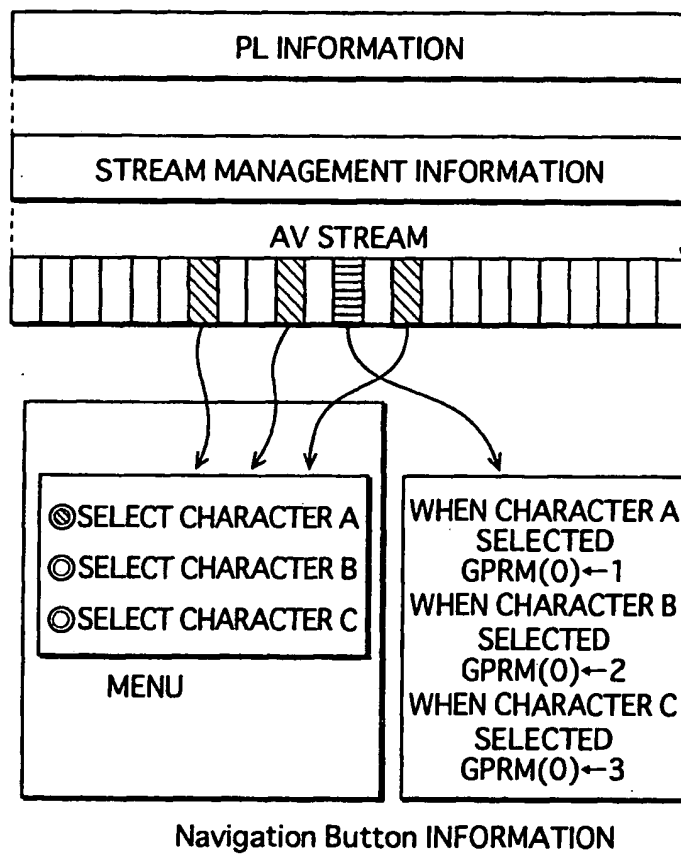 PL INFORMATION
STREAM MANAGEMENT INFORMATION
AV STREAM
SELECT CHARACTER A
SELECT CHARACTER B
SELECT CHARACTER C
MENU
WHEN CHARACTER A
SELECTED
GPRM(0)←1
WHEN CHARACTER B
SELECTED
GPRM(0)←2
WHEN CHARACTER C
SELECTED
GPRM(0)←3
Navigation Button INFORMATION